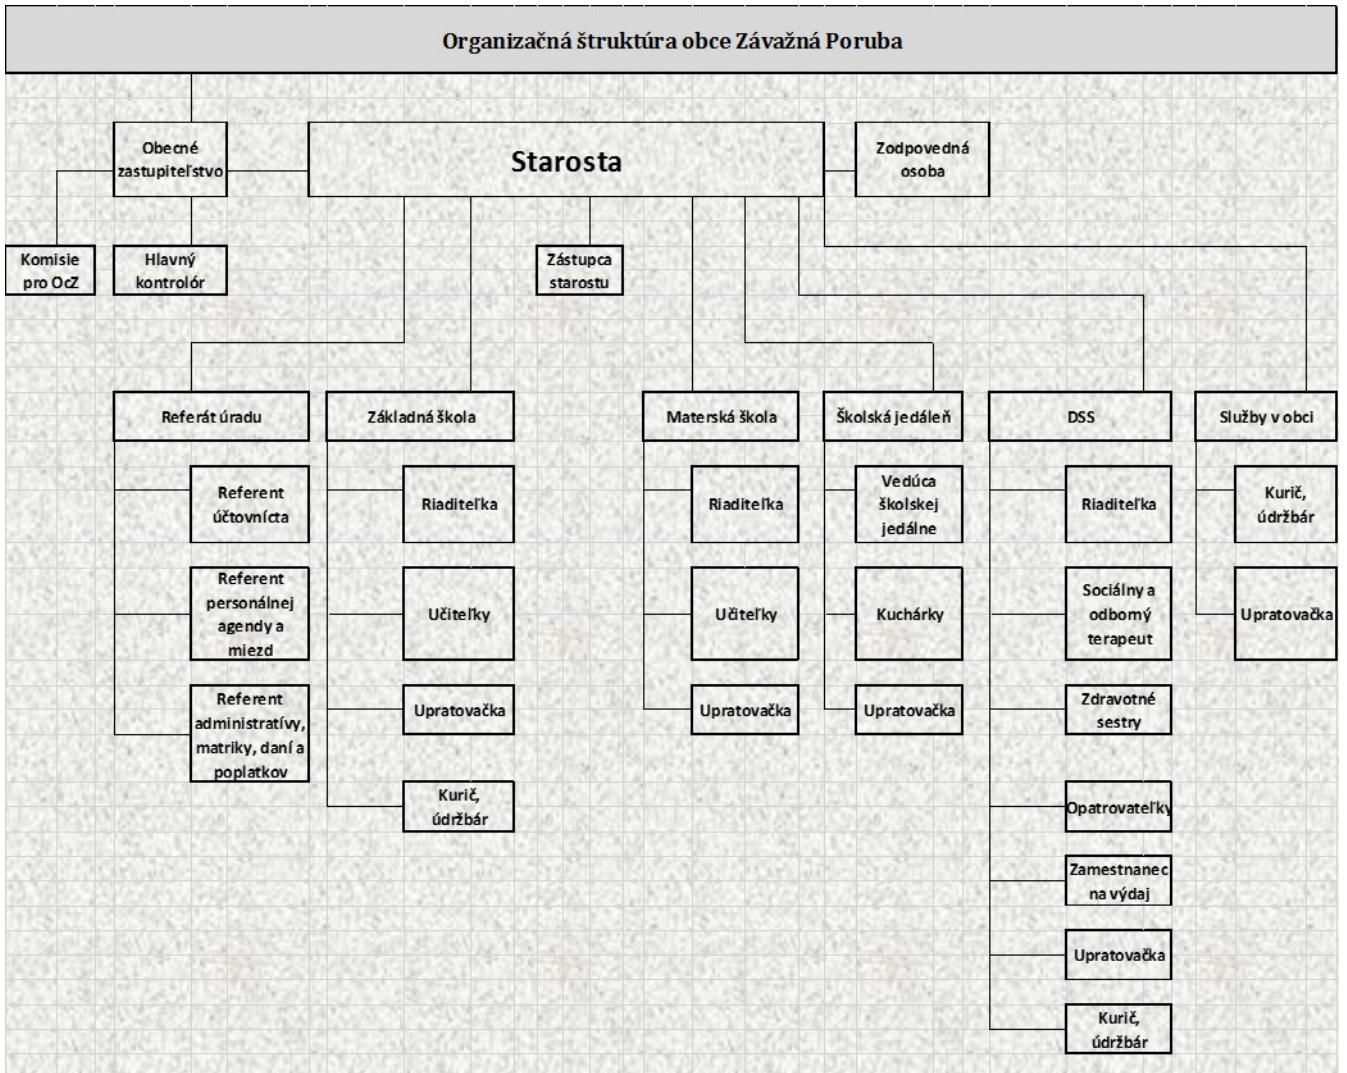 Organizačná štruktúra obce Závažná Poruba
Obecné
zastupiteľstvo
Starosta
Zodpovedná
osoba
Komisie
pro OcZ
Hlavný
kontrolór
Zástupca
starostu
Referát úradu
Základná škola
Materská škola
Školská jedáleň
DSS
Služby v obci
Referent
účtovnícta
Referent
personálnej
agendy a
miezd
Referent
administratívy,
matriky, daní a
poplatkov
Riaditeľka
Učiteľky
Upratovačka
Kurič,
údržbár
Riaditeľka
Učiteľky
Upratovačka
Vedúca
školskej
jedálne
Kuchárky
Upratovačka
Riaditeľka
Sociálny a
odborný
terapeut
Zdravotné
sestry
Opatrovateľky
Zamestnanec
na výdaj
Upratovačka
Kurič,
údržbár
Kurič,
údržbár
Upratovačka